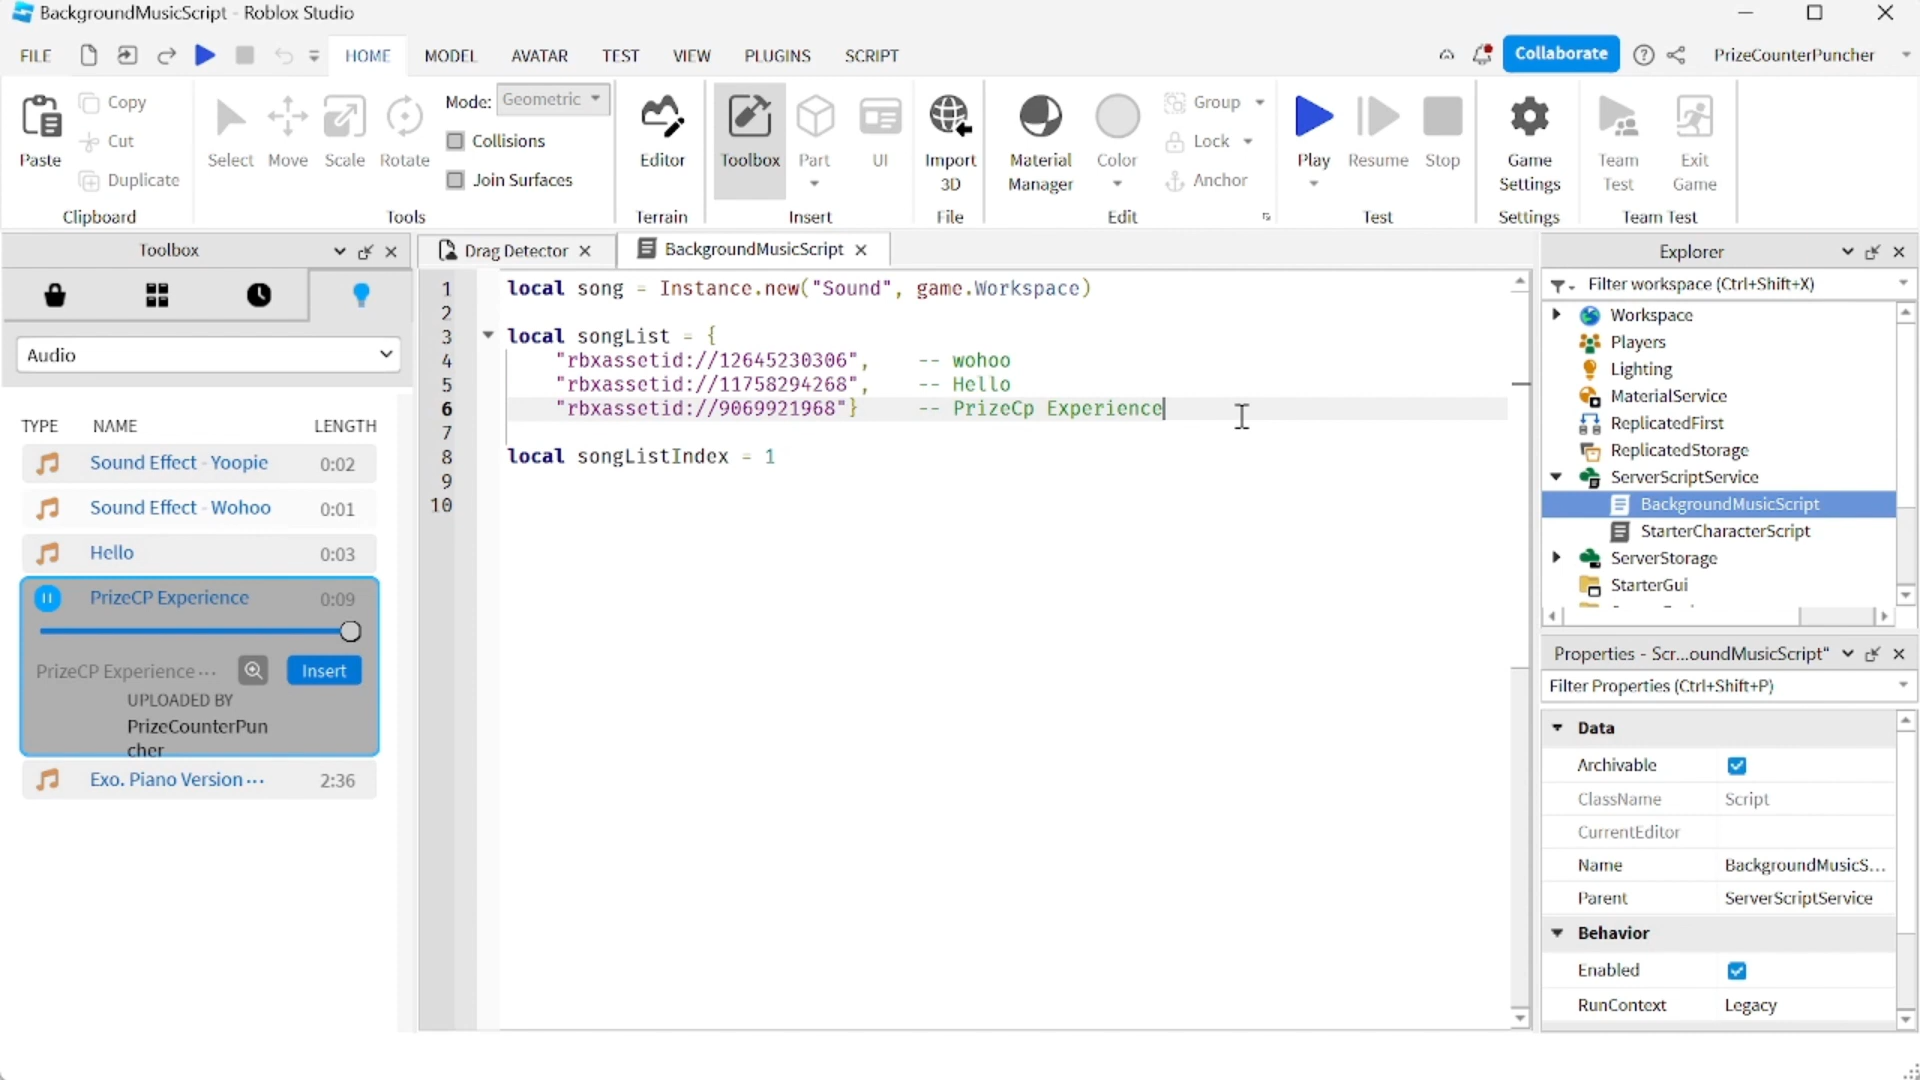 BackgroundMusicScript - Roblox Studio
FILE HOME MODEL AVATAR TEST VIEW PLUGINS SCRIPT Collaborate PrizeCounterPuncher
Paste
Copy
Cut
Duplicate
Clipboard
Select Move Scale Rotate
Mode: Geometric
Collisions
Join Surfaces
Tools
Editor
Terrain
Toolbox Part UI
Insert
Import
3D
File
Material
Manager
Color
Group
Lock
Anchor
Edit
Play Resume Stop
Test
Game
Settings
Settings
Team
Test
Exit
Game
Team Test
Toolbox
Audio
TYPE NAME LENGTH
Sound Effect - Yoopie 0:02
Sound Effect - Wohoo 0:01
Hello 0:03
PrizeCP Experience 0:09
PrizeCP Experience ··· Insert
UPLOADED BY
PrizeCounterPun
cher
Exo. Piano Version ··· 2:36
Drag Detector BackgroundMusicScript
1 local song = Instance.new("Sound", game.Workspace)
2
3 local songList = {
4 "rbxassetid://12645230306", -- wohoo
5 "rbxassetid://11758294268", -- Hello
6 "rbxassetid://9069921968"} -- PrizeCp Experience
7
8 local songListIndex = 1
9
10
Explorer
Filter workspace (Ctrl+Shift+X)
Workspace
Players
Lighting
MaterialService
ReplicatedFirst
ReplicatedStorage
ServerScriptService
BackgroundMusicScript
StarterCharacterScript
ServerStorage
StarterGui
Properties - Scr...oundMusicScript"
Filter Properties (Ctrl+Shift+P)
Data
Archivable
ClassName Script
CurrentEditor
Name BackgroundMusicS...
Parent ServerScriptService
Behavior
Enabled
RunContext Legacy